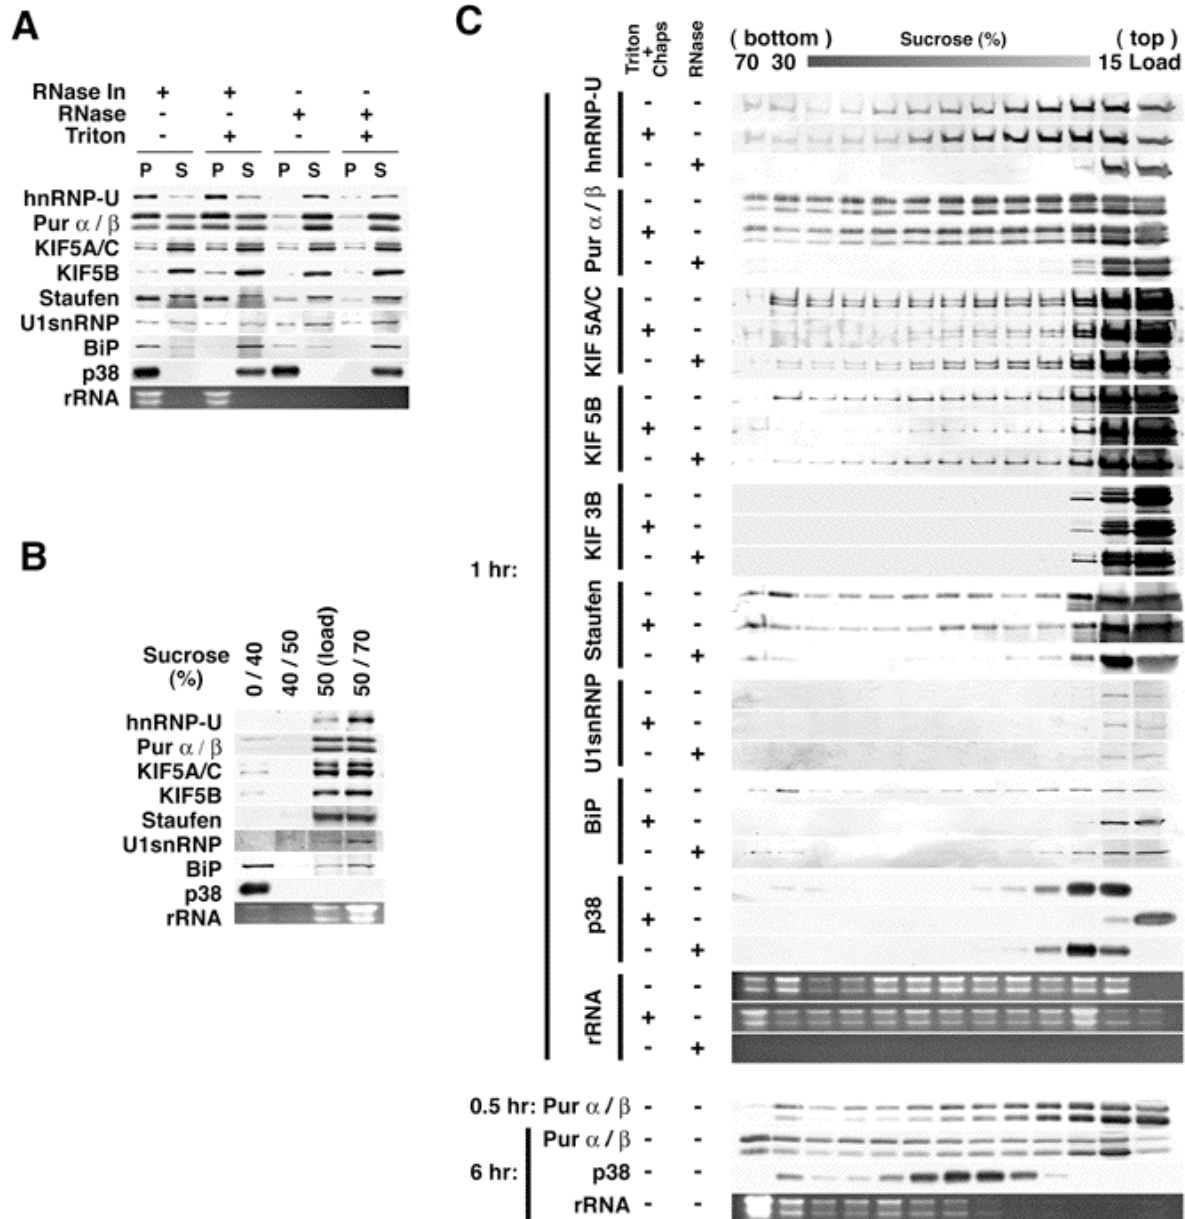 A
RNase In + + - -
RNase - - + +
Triton - + - +
P S P S P S P S
hnRNP-U
Pur α / β
KIF5A/C
KIF5B
Staufen
U1snRNP
BiP
p38
rRNA
B
Sucrose (%)
0 / 40
40 / 50
50 (load)
50 / 70
hnRNP-U
Pur α / β
KIF5A/C
KIF5B
Staufen
U1snRNP
BiP
p38
rRNA
C
Triton + Chaps
RNase
( bottom ) Sucrose (%) ( top )
70 30 15 Load
1 hr:
hnRNP-U
- -
+ -
- +
Pur α / β
- -
+ -
- +
KIF 5A/C
- -
+ -
- +
KIF 5B
- -
+ -
- +
KIF 3B
- -
+ -
- +
Staufen
- -
+ -
- +
U1snRNP
- -
+ -
- +
BiP
- -
+ -
- +
p38
- -
+ -
- +
rRNA
- -
+ -
- +
0.5 hr: Pur α / β - -
6 hr:
Pur α / β - -
p38 - -
rRNA - -